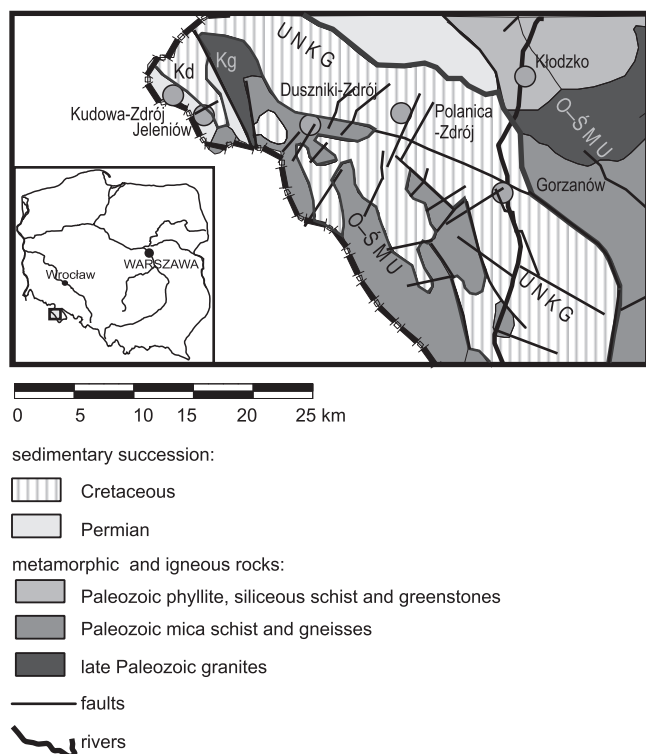 UNKG
Kd
Kg
Kłodzko
Duszniki-Zdrój
Kudowa-Zdrój
Jeleniów
Polanica
-Zdrój
O–ŚMU
Gorzanów
O–ŚMU
UNKG
Wrocław
WARSZAWA
0 5 10 15 20 25 km
sedimentary succession:
Cretaceous
Permian
metamorphic and igneous rocks:
Paleozoic phyllite, siliceous schist and greenstones
Paleozoic mica schist and gneisses
late Paleozoic granites
faults
rivers